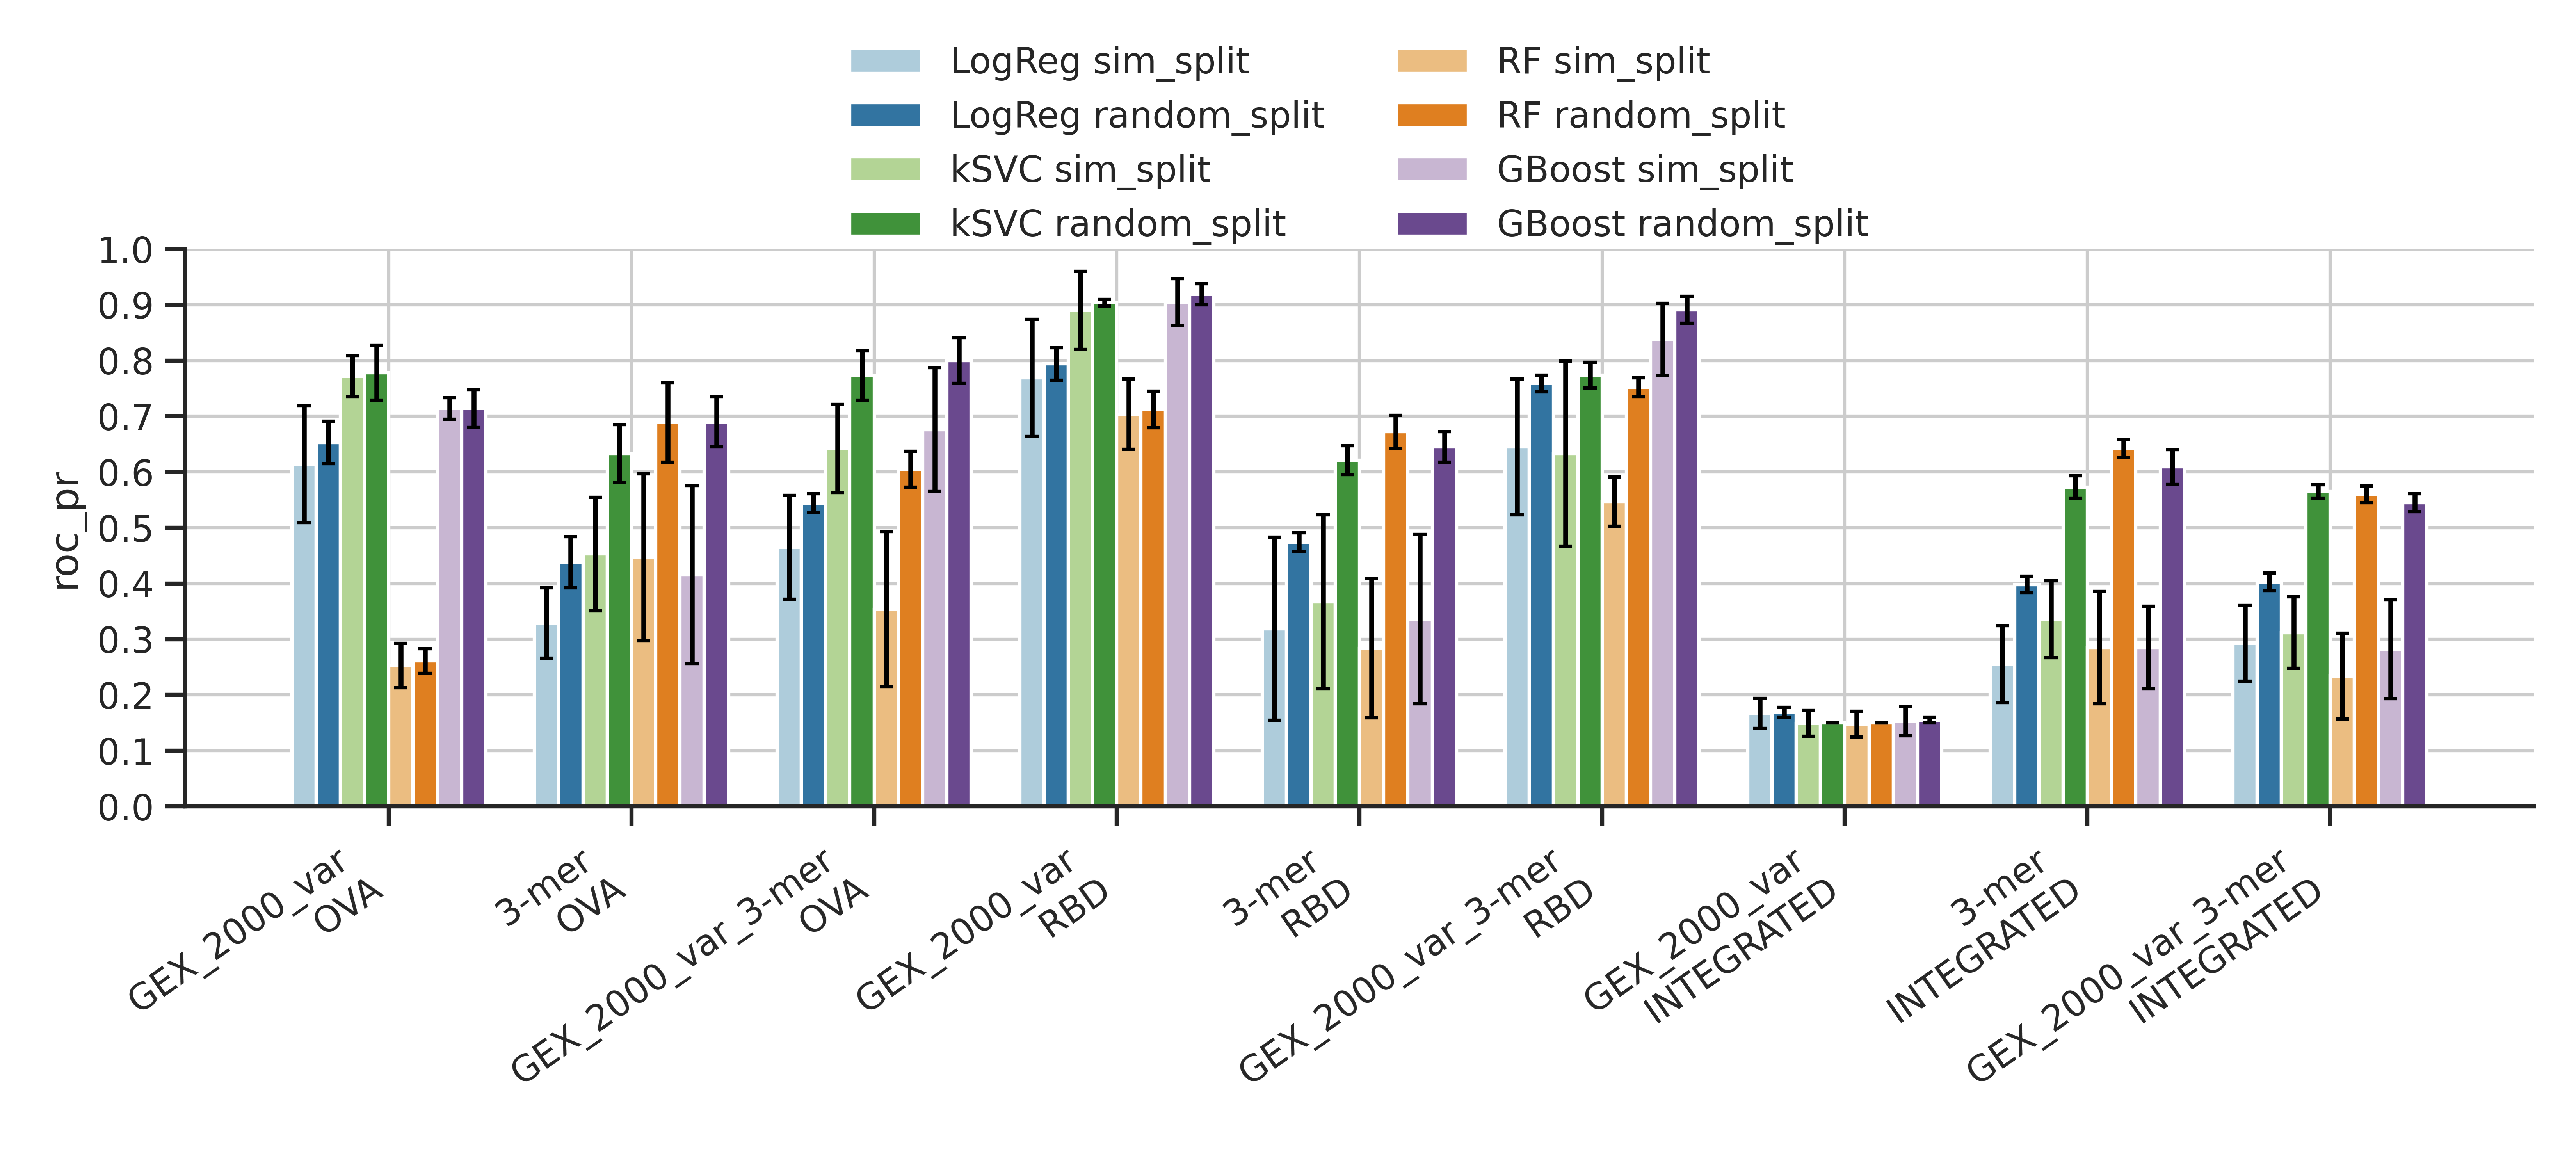 LogReg sim_split
LogReg random_split
kSVC sim_split
kSVC random_split
RF sim_split
RF random_split
GBoost sim_split
GBoost random_split
roc_pr
1.0
0.9
0.8
0.7
0.6
0.5
0.4
0.3
0.2
0.1
0.0
GEX_2000_var
OVA
3-mer
OVA
GEX_2000_var_3-mer
OVA
GEX_2000_var
RBD
3-mer
RBD
GEX_2000_var_3-mer
RBD
GEX_2000_var
INTEGRATED
3-mer
INTEGRATED
GEX_2000_var_3-mer
INTEGRATED